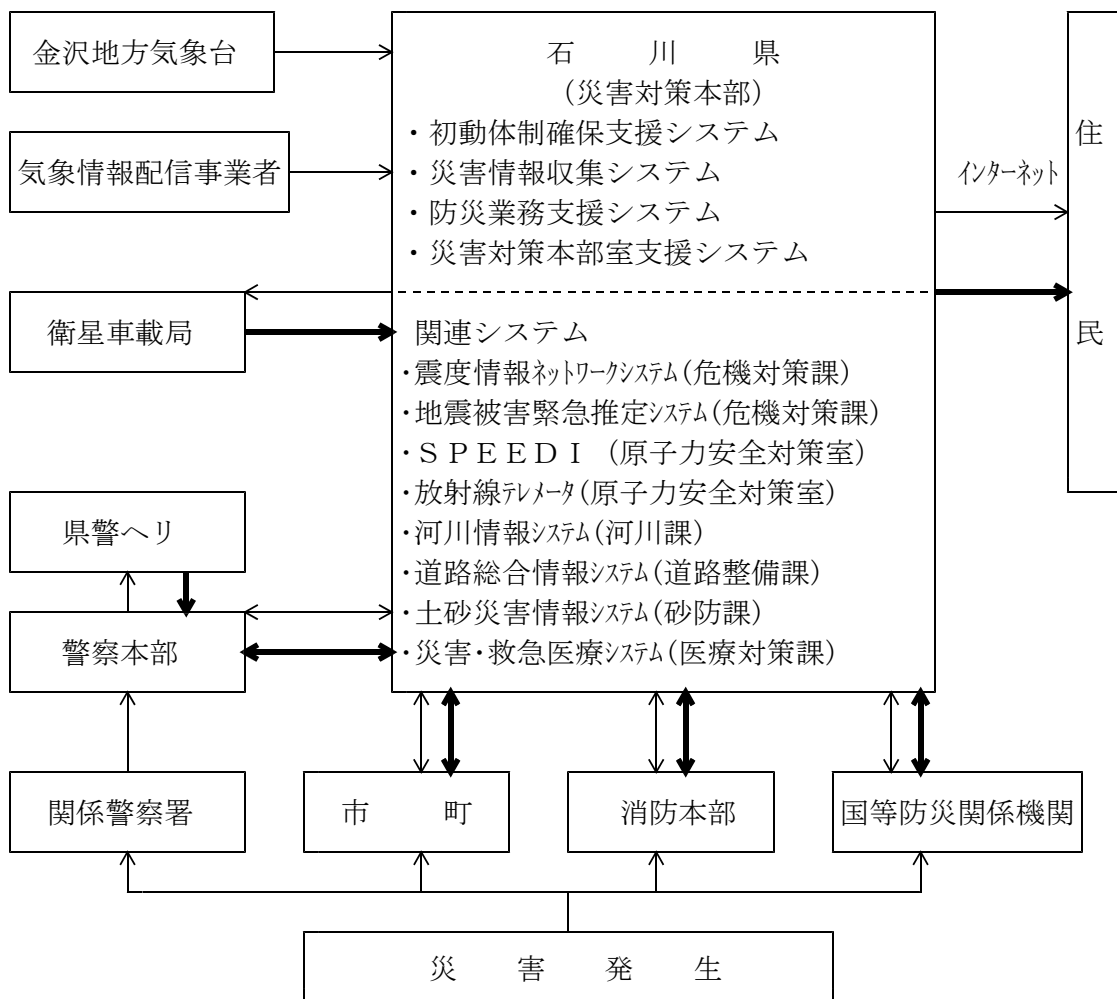 金沢地方気象台
気象情報配信事業者
衛星車載局
県警ヘリ
警察本部
関係警察署
石川県
(災害対策本部)
・初動体制確保支援システム
・災害情報収集システム
・防災業務支援システム
・災害対策本部室支援システム
関連システム
・震度情報ネットワークシステム(危機対策課)
・地震被害緊急推定システム(危機対策課)
・ＳＰＥＥＤＩ (原子力安全対策室)
・放射線テレメータ(原子力安全対策室)
・河川情報システム(河川課)
・道路総合情報システム(道路整備課)
・土砂災害情報システム(砂防課)
・災害・救急医療システム(医療対策課)
インターネット
住民
市町
消防本部
国等防災関係機関
災害発生